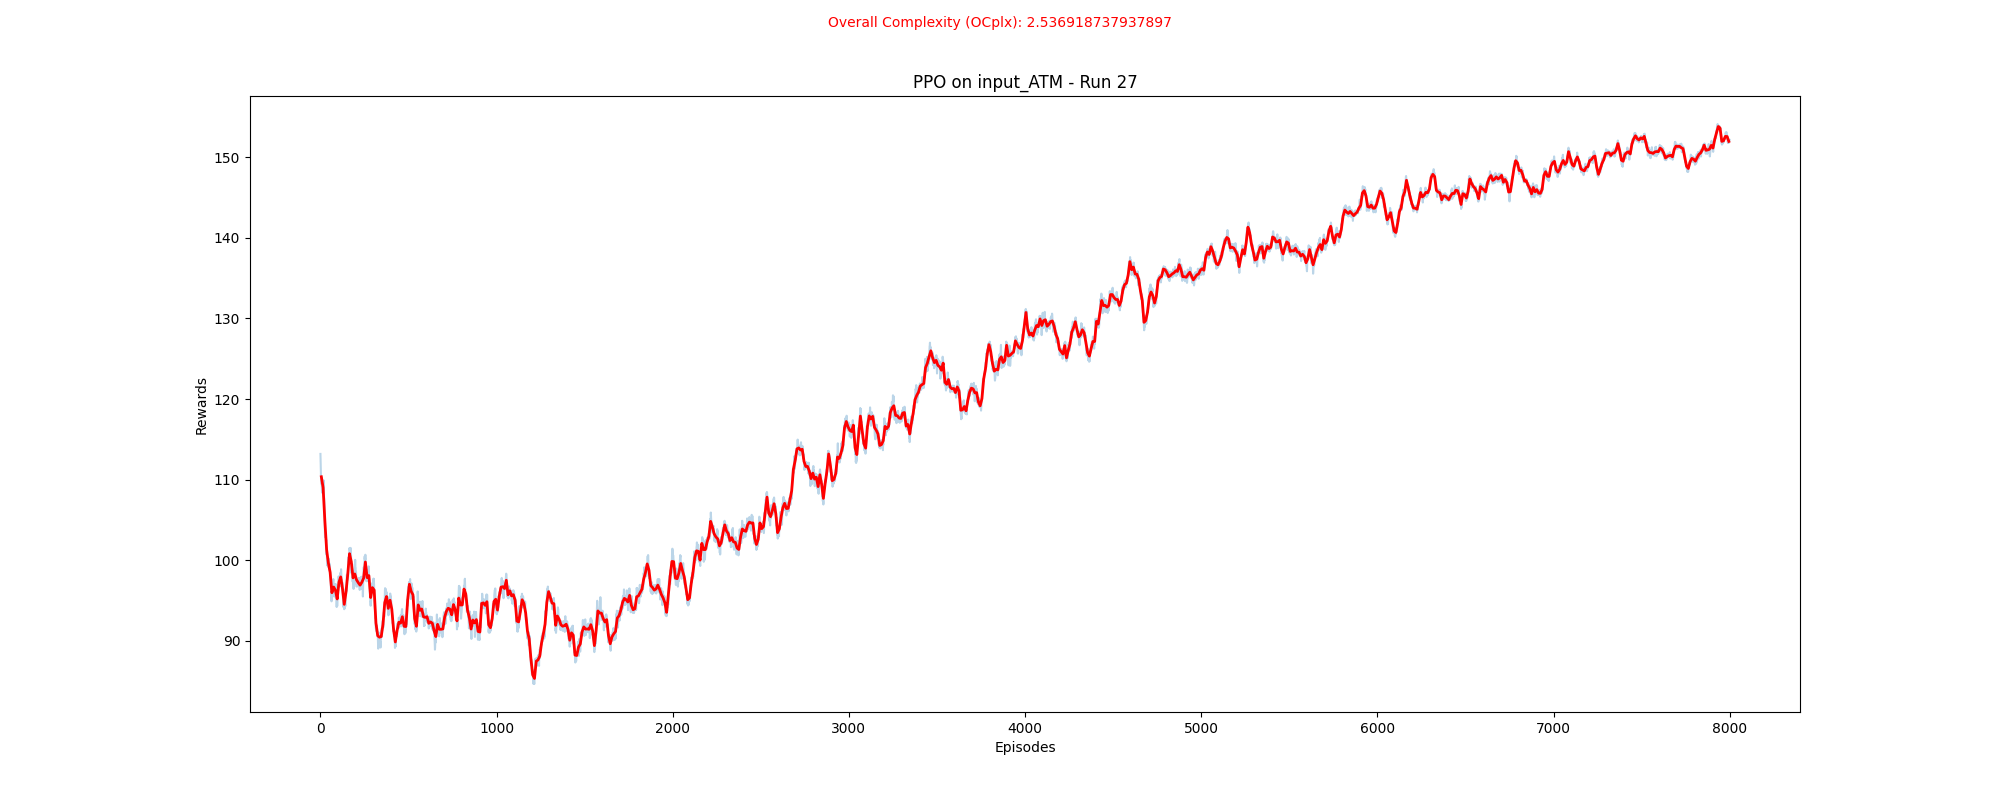 Overall Complexity (OCplx): 2.536918737937897
PPO on input_ATM - Run 27
150
140
130
120
110
100
90
Rewards
0 1000 2000 3000 4000 5000 6000 7000 8000
Episodes